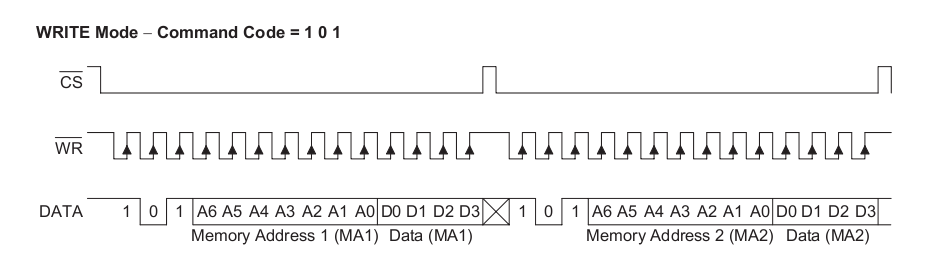 WRITE Mode – Command Code = 1 0 1
CS
WR
DATA 1 0 1 A6 A5 A4 A3 A2 A1 A0 D0 D1 D2 D3 1 0 1 A6 A5 A4 A3 A2 A1 A0 D0 D1 D2 D3
Memory Address 1 (MA1) Data (MA1) Memory Address 2 (MA2) Data (MA2)